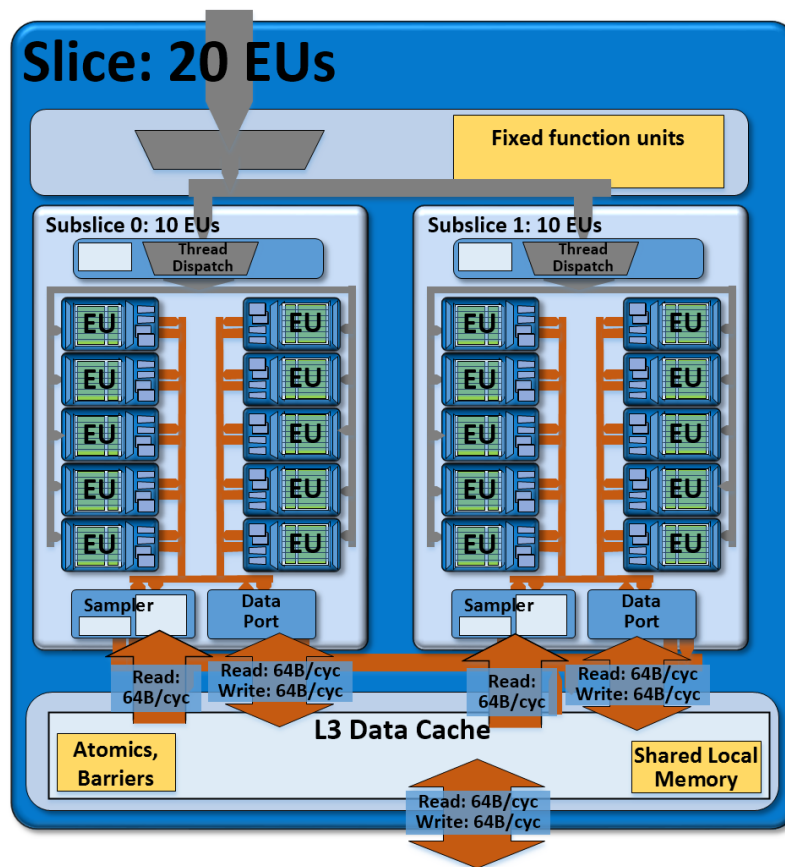 Slice: 20 EUs
Fixed function units
Subslice 0: 10 EUs
Thread
Dispatch
EU
EU
EU
EU
EU
EU
EU
EU
EU
EU
Sampler
Data
Port
Subslice 1: 10 EUs
Thread
Dispatch
EU
EU
EU
EU
EU
EU
EU
EU
EU
EU
Sampler
Data
Port
Read:
64B/cyc
Read: 64B/cyc
Write: 64B/cyc
Read:
64B/cyc
Read: 64B/cyc
Write: 64B/cyc
L3 Data Cache
Atomics,
Barriers
Shared Local
Memory
Read: 64B/cyc
Write: 64B/cyc